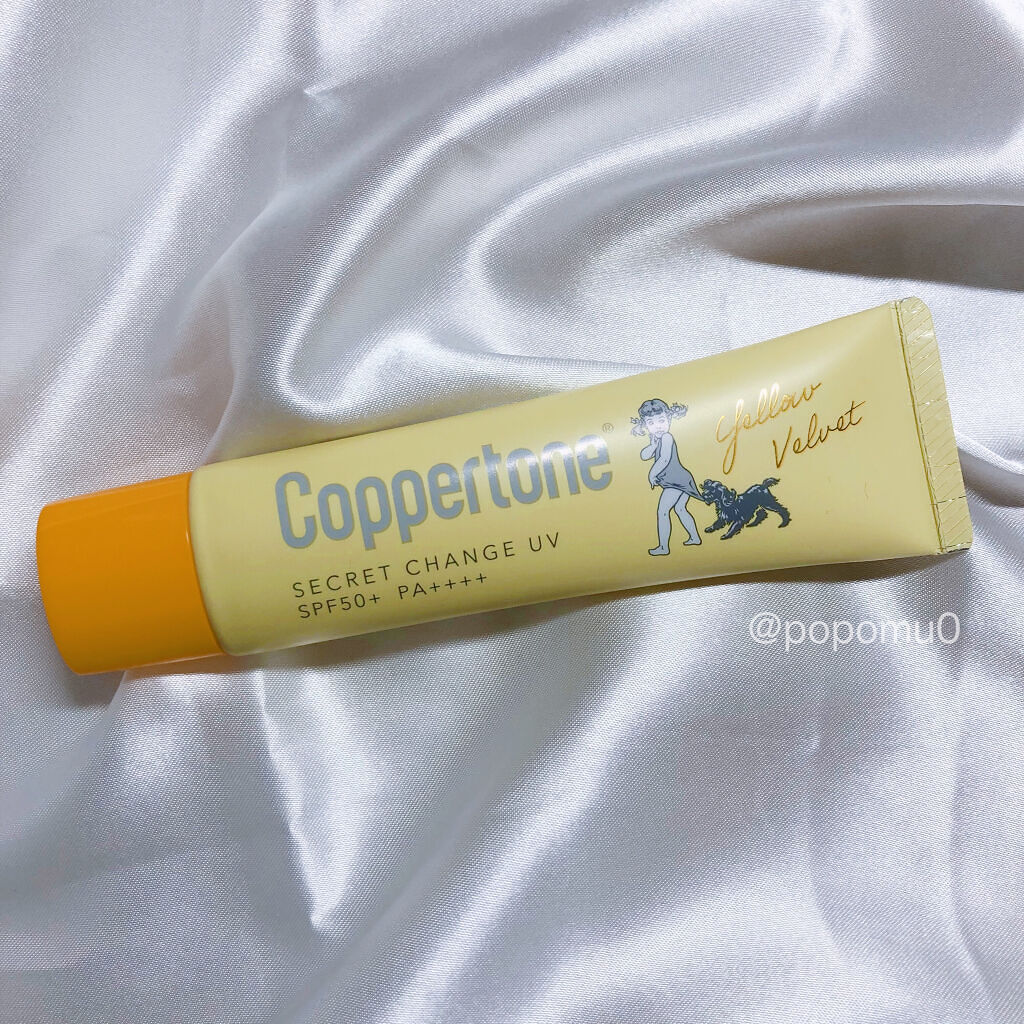 Coppertone®
SECRET CHANGE UV
SPF50+ PA++++
Yellow
Velvet
@popomu0